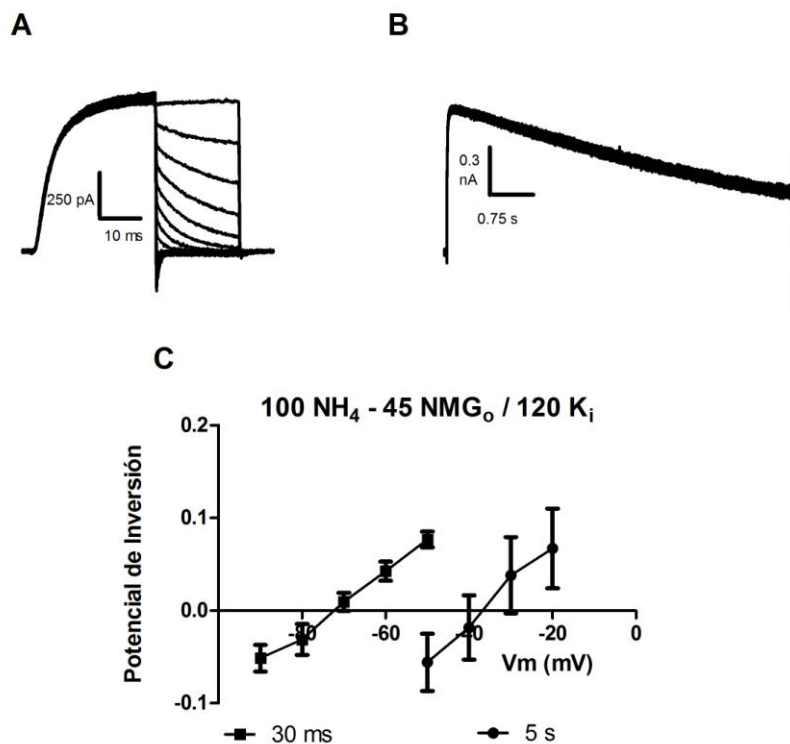 A
B
250 pA
10 ms
0.3
nA
0.75 s
C
100 NH₄ - 45 NMGₒ / 120 Kᵢ
Potencial de Inversión
0.2
0.1
0.0
-0.1
-80
-60
-40
-20
0
Vm (mV)
30 ms
5 s